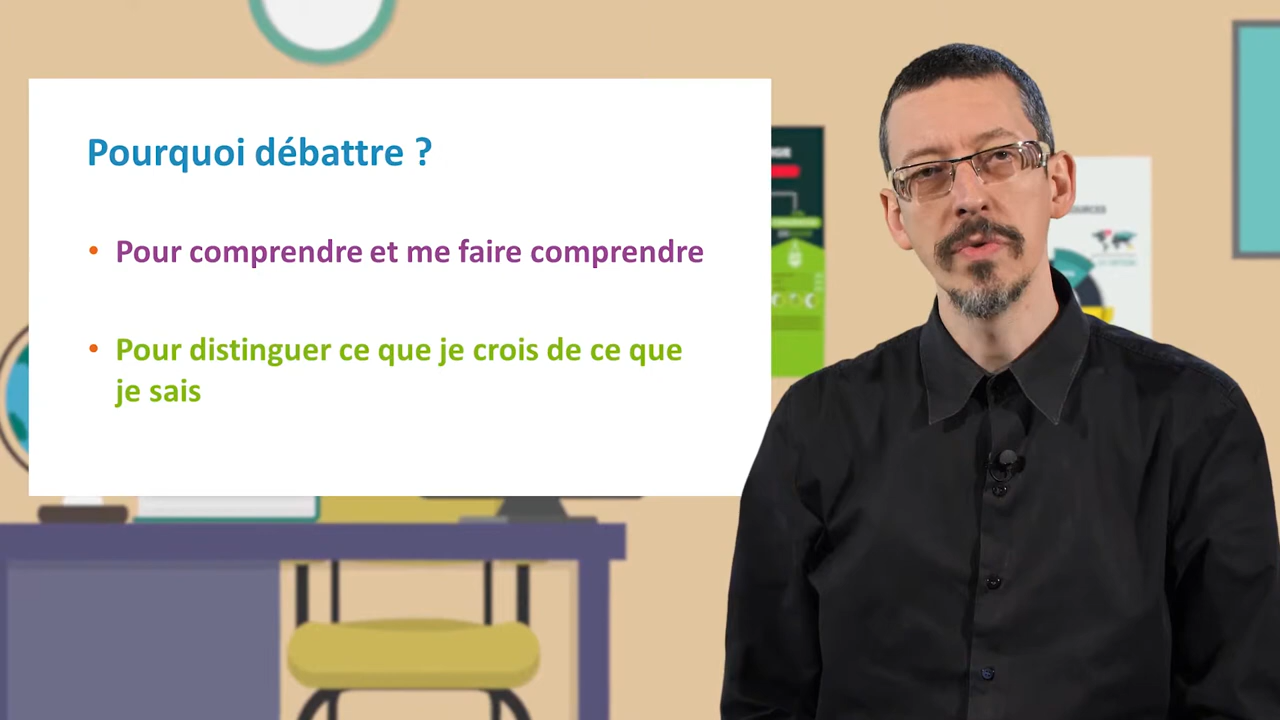 Pourquoi débattre ?
• Pour comprendre et me faire comprendre
• Pour distinguer ce que je crois de ce que
je sais